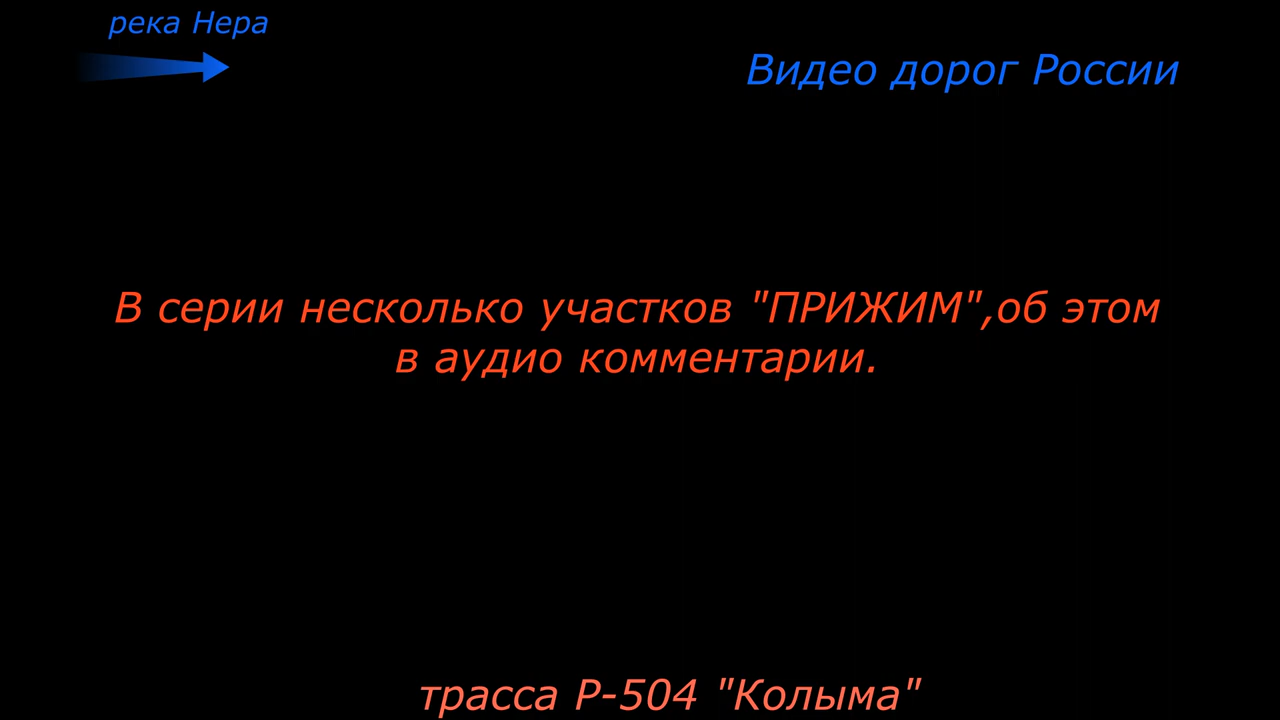 река Нера
Видео дорог России
В серии несколько участков "ПРИЖИМ",об этом
в аудио комментарии.
трасса Р-504 "Колыма"